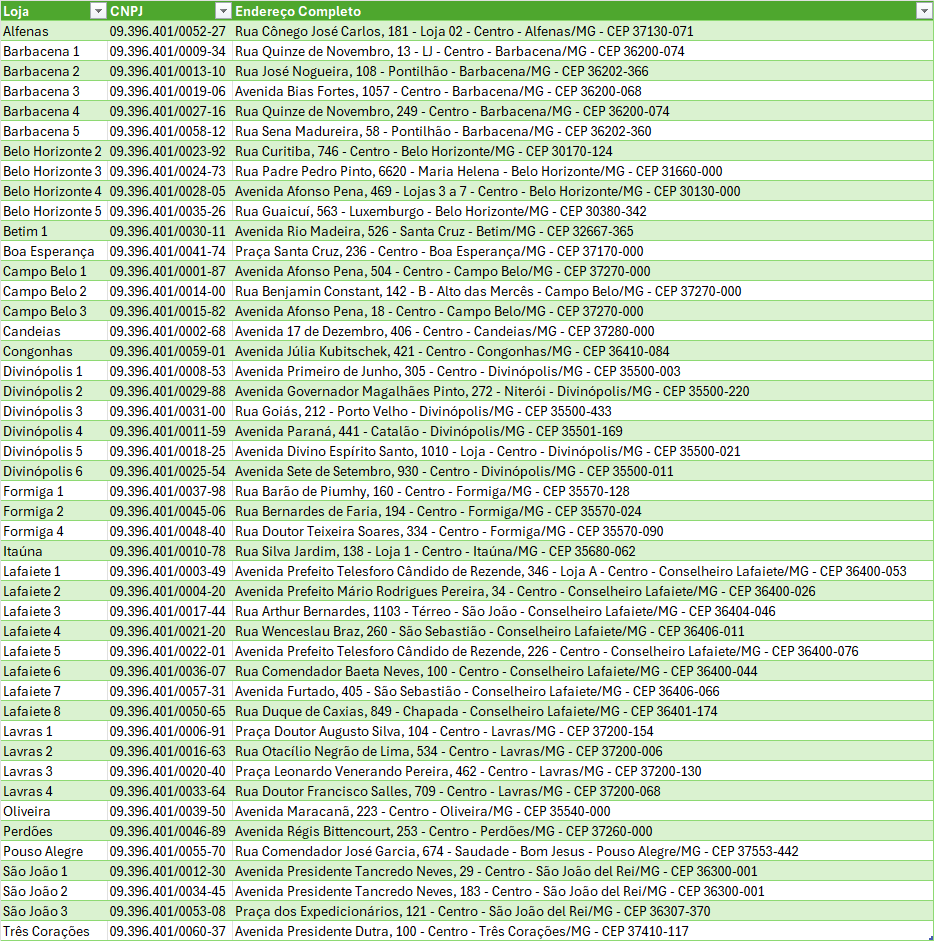 Loja CNPJ Endereço Completo
Alfenas 09.396.401/0052-27 Rua Cônego José Carlos, 181 - Loja 02 - Centro - Alfenas/MG - CEP 37130-071
Barbacena 1 09.396.401/0009-34 Rua Quinze de Novembro, 13 - LJ - Centro - Barbacena/MG - CEP 36200-074
Barbacena 2 09.396.401/0013-10 Rua José Nogueira, 108 - Pontilhão - Barbacena/MG - CEP 36202-366
Barbacena 3 09.396.401/0019-06 Avenida Bias Fortes, 1057 - Centro - Barbacena/MG - CEP 36200-068
Barbacena 4 09.396.401/0027-16 Rua Quinze de Novembro, 249 - Centro - Barbacena/MG - CEP 36200-074
Barbacena 5 09.396.401/0058-12 Rua Sena Madureira, 58 - Pontilhão - Barbacena/MG - CEP 36202-360
Belo Horizonte 2 09.396.401/0023-92 Rua Curitiba, 746 - Centro - Belo Horizonte/MG - CEP 30170-124
Belo Horizonte 3 09.396.401/0024-73 Rua Padre Pedro Pinto, 6620 - Maria Helena - Belo Horizonte/MG - CEP 31660-000
Belo Horizonte 4 09.396.401/0028-05 Avenida Afonso Pena, 469 - Lojas 3 a 7 - Centro - Belo Horizonte/MG - CEP 30130-000
Belo Horizonte 5 09.396.401/0035-26 Rua Guaicuí, 563 - Luxemburgo - Belo Horizonte/MG - CEP 30380-342
Betim 1 09.396.401/0030-11 Avenida Rio Madeira, 526 - Santa Cruz - Betim/MG - CEP 32667-365
Boa Esperança 09.396.401/0041-74 Praça Santa Cruz, 236 - Centro - Boa Esperança/MG - CEP 37170-000
Campo Belo 1 09.396.401/0001-87 Avenida Afonso Pena, 504 - Centro - Campo Belo/MG - CEP 37270-000
Campo Belo 2 09.396.401/0014-00 Rua Benjamin Constant, 142 - B - Alto das Mercês - Campo Belo/MG - CEP 37270-000
Campo Belo 3 09.396.401/0015-82 Avenida Afonso Pena, 18 - Centro - Campo Belo/MG - CEP 37270-000
Candeias 09.396.401/0002-68 Avenida 17 de Dezembro, 406 - Centro - Candeias/MG - CEP 37280-000
Congonhas 09.396.401/0059-01 Avenida Júlia Kubitschek, 421 - Centro - Congonhas/MG - CEP 36410-084
Divinópolis 1 09.396.401/0008-53 Avenida Primeiro de Junho, 305 - Centro - Divinópolis/MG - CEP 35500-003
Divinópolis 2 09.396.401/0029-88 Avenida Governador Magalhães Pinto, 272 - Niterói - Divinópolis/MG - CEP 35500-220
Divinópolis 3 09.396.401/0031-00 Rua Goiás, 212 - Porto Velho - Divinópolis/MG - CEP 35500-433
Divinópolis 4 09.396.401/0011-59 Avenida Paraná, 441 - Catalão - Divinópolis/MG - CEP 35501-169
Divinópolis 5 09.396.401/0018-25 Avenida Divino Espírito Santo, 1010 - Loja - Centro - Divinópolis/MG - CEP 35500-021
Divinópolis 6 09.396.401/0025-54 Avenida Sete de Setembro, 930 - Centro - Divinópolis/MG - CEP 35500-011
Formiga 1 09.396.401/0037-98 Rua Barão de Piumhy, 160 - Centro - Formiga/MG - CEP 35570-128
Formiga 2 09.396.401/0045-06 Rua Bernardes de Faria, 194 - Centro - Formiga/MG - CEP 35570-024
Formiga 4 09.396.401/0048-40 Rua Doutor Teixeira Soares, 334 - Centro - Formiga/MG - CEP 35570-090
Itaúna 09.396.401/0010-78 Rua Silva Jardim, 138 - Loja 1 - Centro - Itaúna/MG - CEP 35680-062
Lafaiete 1 09.396.401/0003-49 Avenida Prefeito Telesforo Cândido de Rezende, 346 - Loja A - Centro - Conselheiro Lafaiete/MG - CEP 36400-053
Lafaiete 2 09.396.401/0004-20 Avenida Prefeito Mário Rodrigues Pereira, 34 - Centro - Conselheiro Lafaiete/MG - CEP 36400-026
Lafaiete 3 09.396.401/0017-44 Rua Arthur Bernardes, 1103 - Térreo - São João - Conselheiro Lafaiete/MG - CEP 36404-046
Lafaiete 4 09.396.401/0021-20 Rua Wenceslau Braz, 260 - São Sebastião - Conselheiro Lafaiete/MG - CEP 36406-011
Lafaiete 5 09.396.401/0022-01 Avenida Prefeito Telesforo Cândido de Rezende, 226 - Centro - Conselheiro Lafaiete/MG - CEP 36400-076
Lafaiete 6 09.396.401/0036-07 Rua Comendador Baeta Neves, 100 - Centro - Conselheiro Lafaiete/MG - CEP 36400-044
Lafaiete 7 09.396.401/0057-31 Avenida Furtado, 405 - São Sebastião - Conselheiro Lafaiete/MG - CEP 36406-066
Lafaiete 8 09.396.401/0050-65 Rua Duque de Caxias, 849 - Chapada - Conselheiro Lafaiete/MG - CEP 36401-174
Lavras 1 09.396.401/0006-91 Praça Doutor Augusto Silva, 104 - Centro - Lavras/MG - CEP 37200-154
Lavras 2 09.396.401/0016-63 Rua Otacílio Negrão de Lima, 534 - Centro - Lavras/MG - CEP 37200-006
Lavras 3 09.396.401/0020-40 Praça Leonardo Venerando Pereira, 462 - Centro - Lavras/MG - CEP 37200-130
Lavras 4 09.396.401/0033-64 Rua Doutor Francisco Salles, 709 - Centro - Lavras/MG - CEP 37200-068
Oliveira 09.396.401/0039-50 Avenida Maracanã, 223 - Centro - Oliveira/MG - CEP 35540-000
Perdões 09.396.401/0046-89 Avenida Régis Bittencourt, 253 - Centro - Perdões/MG - CEP 37260-000
Pouso Alegre 09.396.401/0055-70 Rua Comendador José Garcia, 674 - Saudade - Bom Jesus - Pouso Alegre/MG - CEP 37553-442
São João 1 09.396.401/0012-30 Avenida Presidente Tancredo Neves, 29 - Centro - São João del Rei/MG - CEP 36300-001
São João 2 09.396.401/0034-45 Avenida Presidente Tancredo Neves, 183 - Centro - São João del Rei/MG - CEP 36300-001
São João 3 09.396.401/0053-08 Praça dos Expedicionários, 121 - Centro - São João del Rei/MG - CEP 36307-370
Três Corações 09.396.401/0060-37 Avenida Presidente Dutra, 100 - Centro - Três Corações/MG - CEP 37410-117